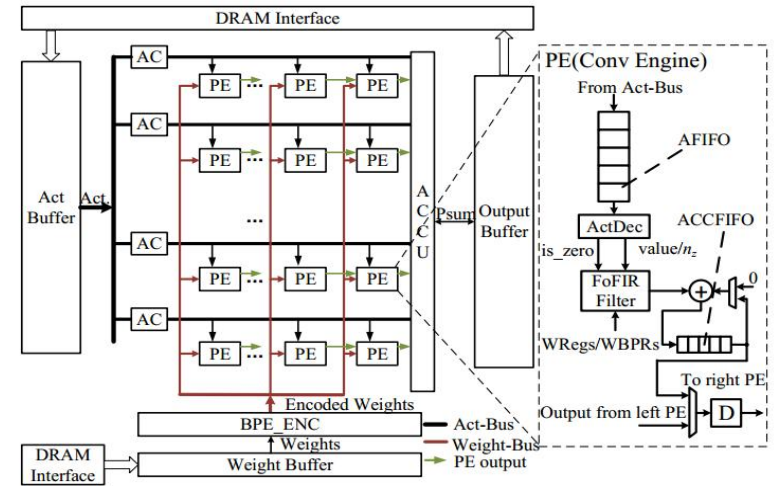 DRAM Interface
AC
PE
...
PE
PE
AC
PE
...
PE
PE
Act
Buffer
Act.
...
AC
PE
...
PE
PE
AC
PE
...
PE
PE
A
C
C
U
Psum
Output
Buffer
Encoded Weights
BPE_ENC
Weights
DRAM
Interface
Weight Buffer
Act-Bus
Weight-Bus
PE output
PE(Conv Engine)
From Act-Bus
AFIFO
ActDec
ACCFIFO
is_zero
value/nz
FoFIR
Filter
+
0
WRegs/WBPRs
To right PE
Output from left PE
D